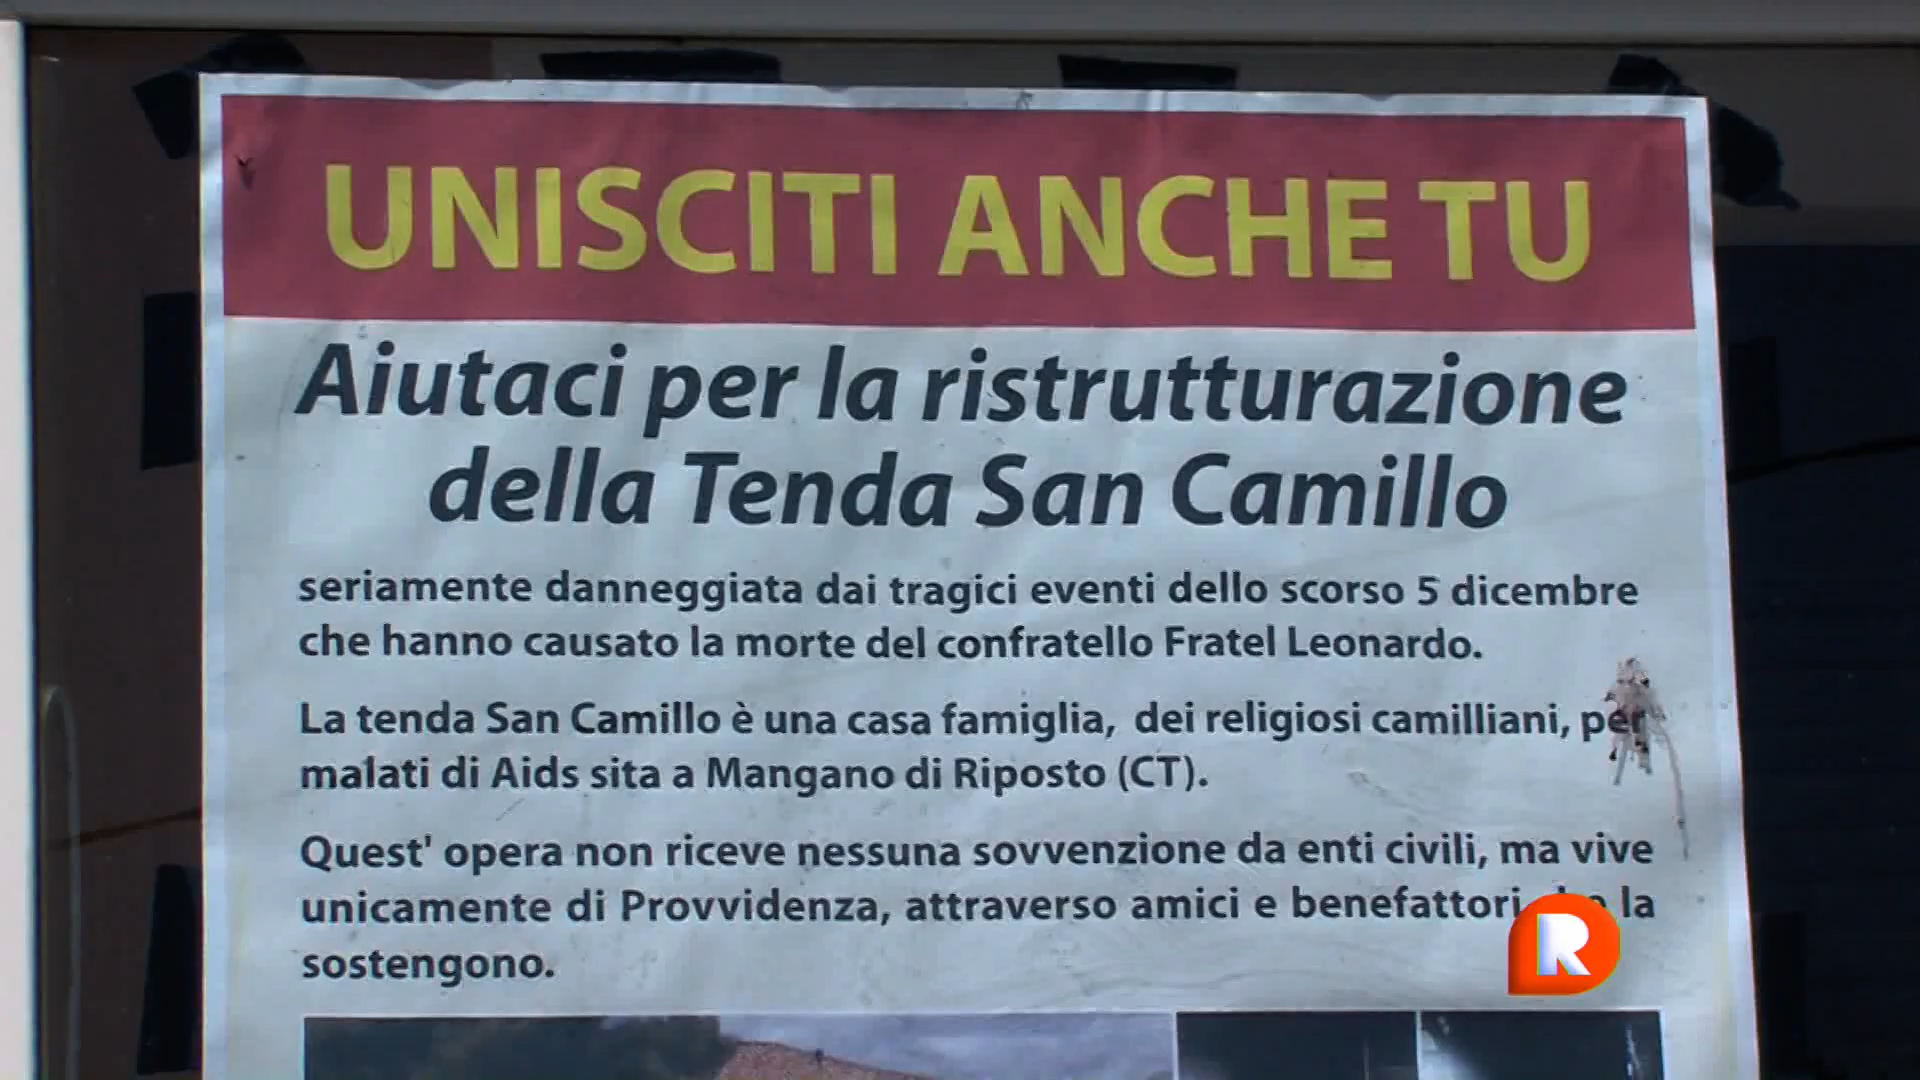 UNISCITI ANCHE TU
Aiutaci per la ristrutturazione
della Tenda San Camillo
seriamente danneggiata dai tragici eventi dello scorso 5 dicembre
che hanno causato la morte del confratello Fratel Leonardo.
La tenda San Camillo è una casa famiglia, dei religiosi camilliani, per
malati di Aids sita a Mangano di Riposto (CT).
Quest' opera non riceve nessuna sovvenzione da enti civili, ma vive
unicamente di Provvidenza, attraverso amici e benefattori la
sostengono.
R